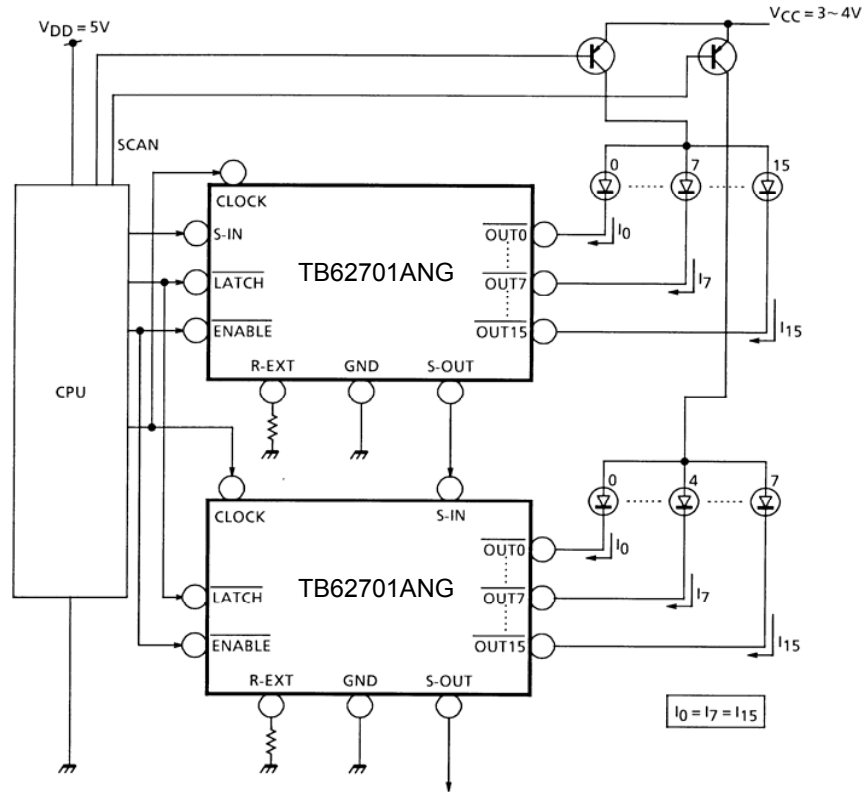 VDD = 5V
VCC = 3~4V
SCAN
0 7 15
CLOCK
S-IN
OUT0
I0
TB62701ANG
LATCH
OUT7
I7
ENABLE
OUT15
I15
R-EXT GND S-OUT
CPU
0 4 7
CLOCK
S-IN
OUT0
I0
TB62701ANG
LATCH
OUT7
I7
ENABLE
OUT15
I15
R-EXT GND S-OUT
I0 = I7 = I15